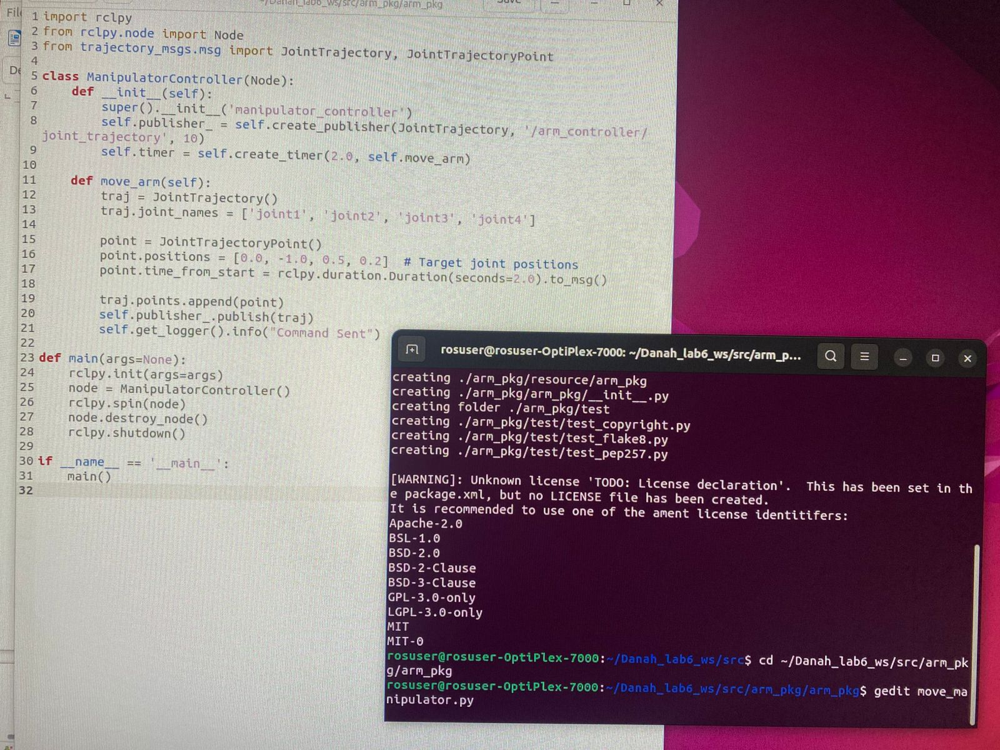 ~/Danah_lab6_ws/src/arm_pkg/arm_pkg
Save
1 import rclpy
2 from rclpy.node import Node
3 from trajectory_msgs.msg import JointTrajectory, JointTrajectoryPoint
4
5 class ManipulatorController(Node):
6     def __init__(self):
7         super().__init__('manipulator_controller')
8         self.publisher_ = self.create_publisher(JointTrajectory, '/arm_controller/
joint_trajectory', 10)
9         self.timer = self.create_timer(2.0, self.move_arm)
10
11     def move_arm(self):
12         traj = JointTrajectory()
13         traj.joint_names = ['joint1', 'joint2', 'joint3', 'joint4']
14
15         point = JointTrajectoryPoint()
16         point.positions = [0.0, -1.0, 0.5, 0.2]  # Target joint positions
17         point.time_from_start = rclpy.duration.Duration(seconds=2.0).to_msg()
18
19         traj.points.append(point)
20         self.publisher_.publish(traj)
21         self.get_logger().info("Command Sent")
22
23 def main(args=None):
24     rclpy.init(args=args)
25     node = ManipulatorController()
26     rclpy.spin(node)
27     node.destroy_node()
28     rclpy.shutdown()
29
30 if __name__ == '__main__':
31     main()
32
rosuser@rosuser-OptiPlex-7000: ~/Danah_lab6_ws/src/arm_p...
creating ./arm_pkg/resource/arm_pkg
creating ./arm_pkg/arm_pkg/__init__.py
creating folder ./arm_pkg/test
creating ./arm_pkg/test/test_copyright.py
creating ./arm_pkg/test/test_flake8.py
creating ./arm_pkg/test/test_pep257.py

[WARNING]: Unknown license 'TODO: License declaration'.  This has been set in th
e package.xml, but no LICENSE file has been created.
It is recommended to use one of the ament license identitifers:
Apache-2.0
BSL-1.0
BSD-2.0
BSD-2-Clause
BSD-3-Clause
GPL-3.0-only
LGPL-3.0-only
MIT
MIT-0
rosuser@rosuser-OptiPlex-7000:~/Danah_lab6_ws/src$ cd ~/Danah_lab6_ws/src/arm_pk
g/arm_pkg
rosuser@rosuser-OptiPlex-7000:~/Danah_lab6_ws/src/arm_pkg/arm_pkg$ gedit move_ma
nipulator.py